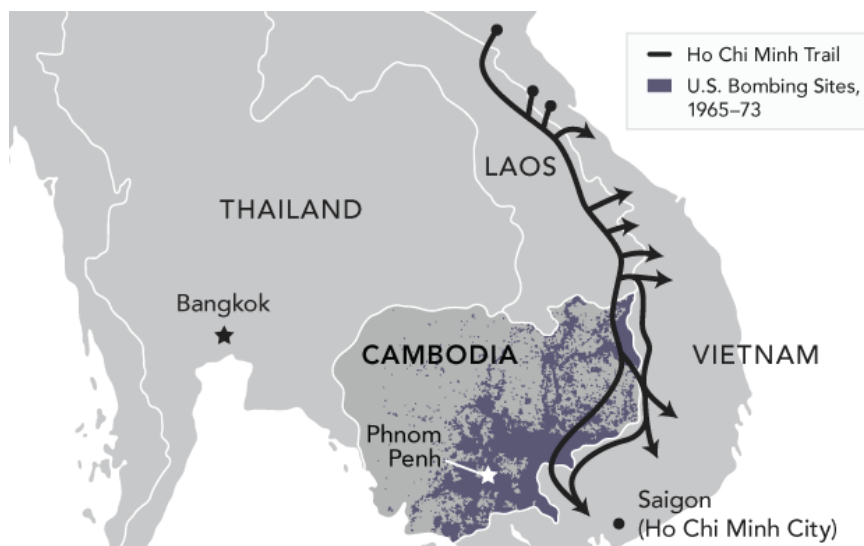 Ho Chi Minh Trail
U.S. Bombing Sites,
1965–73
LAOS
THAILAND
Bangkok
CAMBODIA
VIETNAM
Phnom
Penh
Saigon
(Ho Chi Minh City)